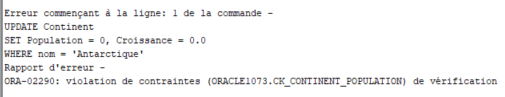 Erreur commençant à la ligne: 1 de la commande -
UPDATE Continent
SET Population = 0, Croissance = 0.0
WHERE nom = 'Antarctique'
Rapport d'erreur -
ORA-02290: violation de contraintes (ORACLE1073.CK_CONTINENT_POPULATION) de vérification